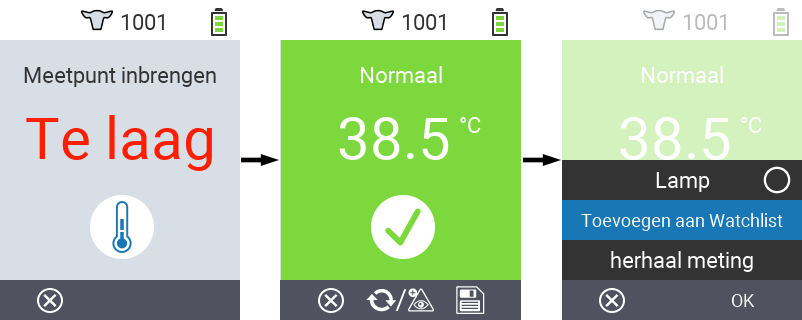 1001
Meetpunt inbrengen
Te laag
1001
Normaal
38.5 °C
/
1001
Normaal
38.5 °C
Lamp
Toevoegen aan Watchlist
herhaal meting
OK